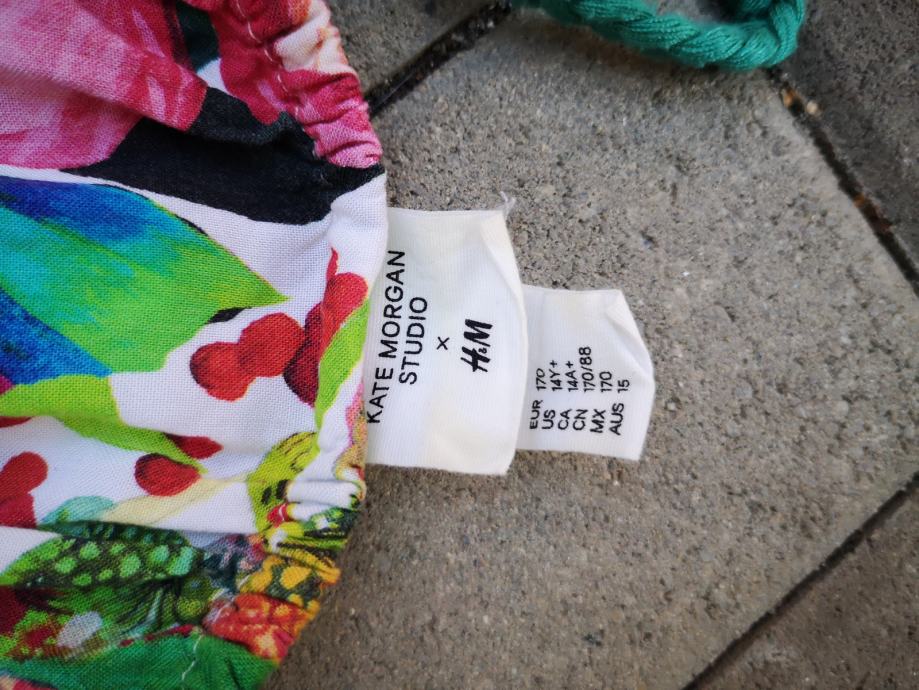 KATE MORGAN
STUDIO
×
H&M
EUR 170
US 14Y+
CA 14A+
CN 170/88
MX 170
AUS 15